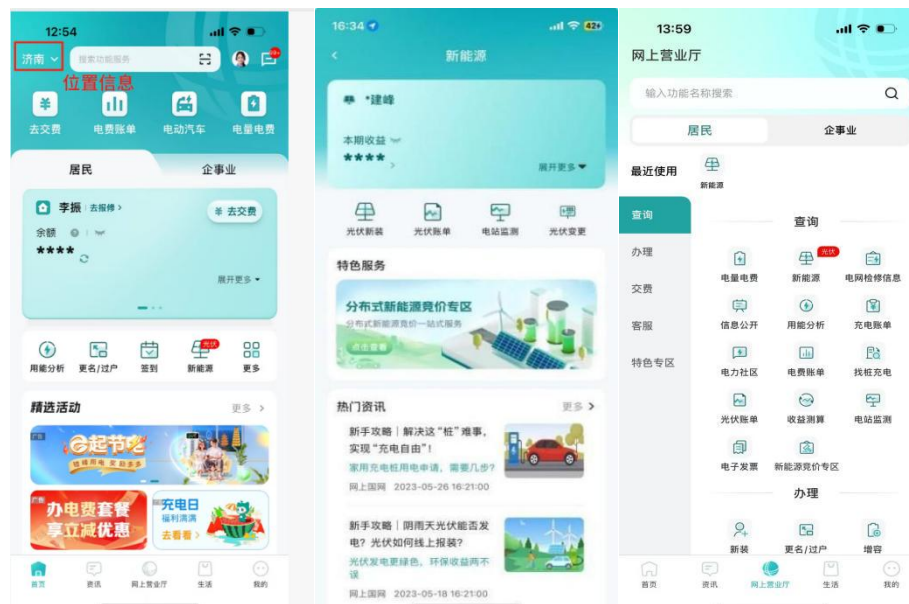 12:54
济南
搜索功能服务
位置信息
去交费
电费账单
电动汽车
电量电费
居民
企事业
李振
去报修 >
去交费
余额
****
展开更多
用能分析
更名/过户
签到
光伏
新能源
更多
精选活动
更多 >
广告
e起节电
办电费套餐
享立减优惠
充电日
福利满满
去看看 >
首页
资讯
网上营业厅
生活
我的
16:34
42
新能源
*建峰
本期收益
****
展开更多
光伏新装
光伏账单
电站监测
光伏变更
特色服务
分布式新能源竞价专区
分布式新能源竞价一站式服务
点击查看
热门资讯
更多 >
新手攻略｜解决这“桩”难事，
实现“充电自由”！
家用充电桩用电申请，需要几步?
网上国网 2023-05-26 16:21:00
新手攻略｜阴雨天光伏能否发
电？光伏如何线上报装？
光伏发电更绿色，环保收益两不
误
网上国网 2023-05-18 16:21:00
13:59
网上营业厅
输入功能名称搜索
居民
企事业
最近使用
新能源
查询
办理
交费
客服
特色专区
查询
电量电费
光伏
新能源
电网检修信息
信息公开
用能分析
充电账单
电力社区
电费账单
找桩充电
光伏账单
收益测算
电站监测
电子发票
新能源竞价专区
办理
新装
更名/过户
增容
首页
资讯
网上营业厅
生活
我的